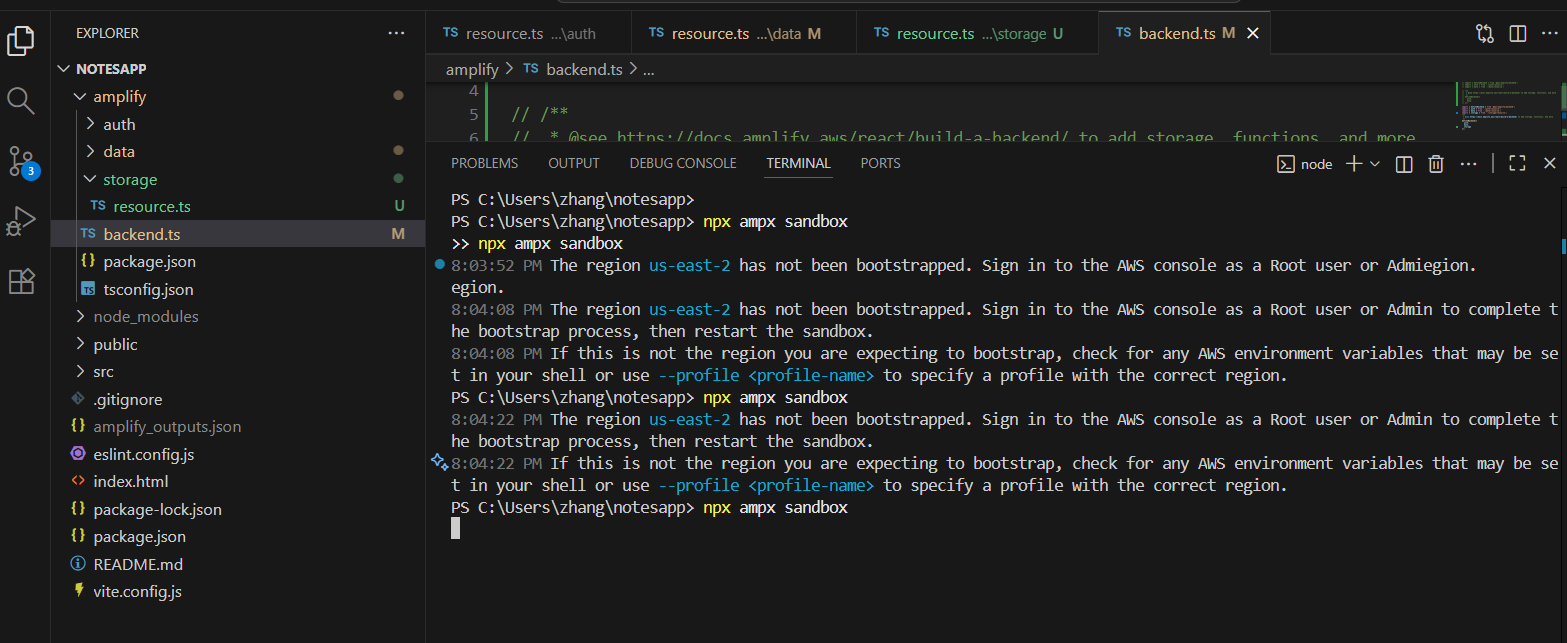 EXPLORER
NOTESAPP
amplify
auth
data
storage
TS resource.ts U
TS backend.ts M
{} package.json
TS tsconfig.json
node_modules
public
src
.gitignore
{} amplify_outputs.json
eslint.config.js
<> index.html
{} package-lock.json
{} package.json
README.md
vite.config.js
3
TS resource.ts ...\auth
TS resource.ts ...\data M
TS resource.ts ...\storage U
TS backend.ts M
amplify > TS backend.ts > ...
4
5 // /**
6 //  * @see https://docs.amplify.aws/react/build-a-backend/ to add storage, functions, and more
PROBLEMS OUTPUT DEBUG CONSOLE TERMINAL PORTS
node
PS C:\Users\zhang\notesapp>
PS C:\Users\zhang\notesapp> npx ampx sandbox
>> npx ampx sandbox
8:03:52 PM The region us-east-2 has not been bootstrapped. Sign in to the AWS console as a Root user or Admiegion.
egion.
8:04:08 PM The region us-east-2 has not been bootstrapped. Sign in to the AWS console as a Root user or Admin to complete t
he bootstrap process, then restart the sandbox.
8:04:08 PM If this is not the region you are expecting to bootstrap, check for any AWS environment variables that may be se
t in your shell or use --profile <profile-name> to specify a profile with the correct region.
PS C:\Users\zhang\notesapp> npx ampx sandbox
8:04:22 PM The region us-east-2 has not been bootstrapped. Sign in to the AWS console as a Root user or Admin to complete t
he bootstrap process, then restart the sandbox.
8:04:22 PM If this is not the region you are expecting to bootstrap, check for any AWS environment variables that may be se
t in your shell or use --profile <profile-name> to specify a profile with the correct region.
PS C:\Users\zhang\notesapp> npx ampx sandbox